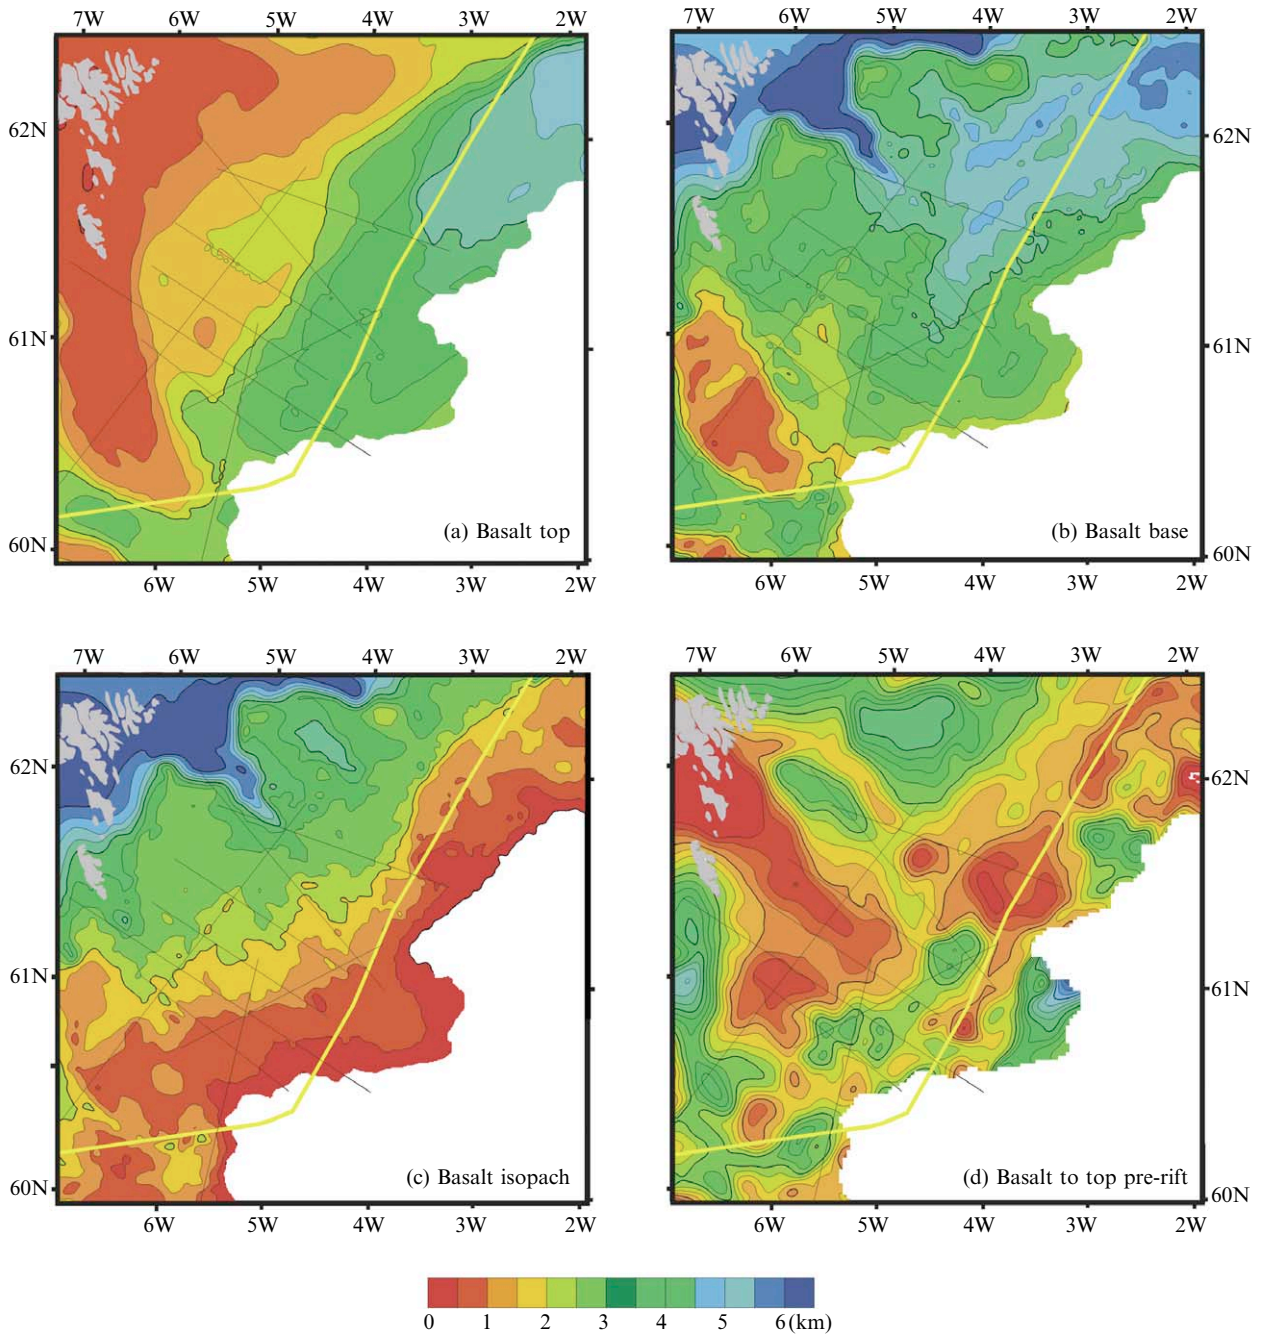 7W 6W 5W 4W 3W 2W
7W 6W 5W 4W 3W 2W
62N
62N
61N
61N
60N
60N
(a) Basalt top
(b) Basalt base
6W 5W 4W 3W 2W
6W 5W 4W 3W 2W
7W 6W 5W 4W 3W 2W
7W 6W 5W 4W 3W 2W
62N
62N
61N
61N
60N
60N
(c) Basalt isopach
(d) Basalt to top pre-rift
6W 5W 4W 3W 2W
6W 5W 4W 3W 2W
0 1 2 3 4 5 6 (km)